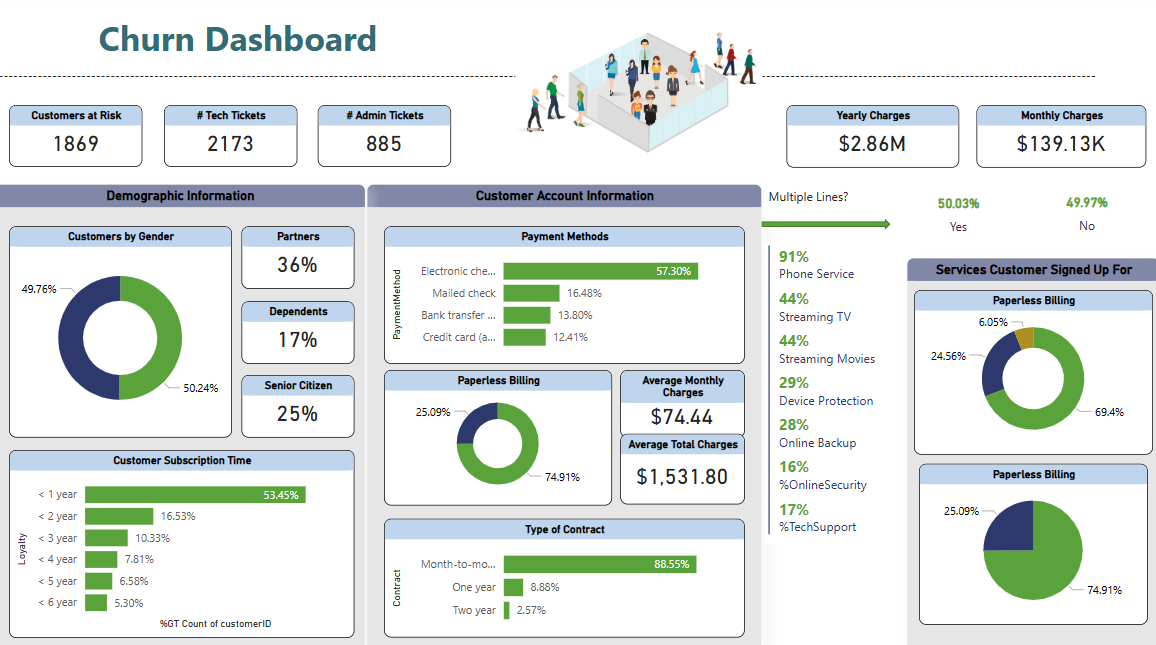 Churn Dashboard
Customers at Risk
1869
# Tech Tickets
2173
# Admin Tickets
885
Yearly Charges
$2.86M
Monthly Charges
$139.13K
Demographic Information
Customers by Gender
49.76%
50.24%
Partners
36%
Dependents
17%
Senior Citizen
25%
Customer Subscription Time
Loyalty
< 1 year
53.45%
< 2 year
16.53%
< 3 year
10.33%
< 4 year
7.81%
< 5 year
6.58%
< 6 year
5.30%
%GT Count of customerID
Customer Account Information
Payment Methods
PaymentMethod
Electronic che...
57.30%
Mailed check
16.48%
Bank transfer ...
13.80%
Credit card (a...
12.41%
Paperless Billing
25.09%
74.91%
Average Monthly
Charges
$74.44
Average Total Charges
$1,531.80
Type of Contract
Contract
Month-to-mo...
88.55%
One year
8.88%
Two year
2.57%
Multiple Lines?
50.03%
Yes
49.97%
No
91%
Phone Service
44%
Streaming TV
44%
Streaming Movies
29%
Device Protection
28%
Online Backup
16%
%OnlineSecurity
17%
%TechSupport
Services Customer Signed Up For
Paperless Billing
6.05%
24.56%
69.4%
Paperless Billing
25.09%
74.91%